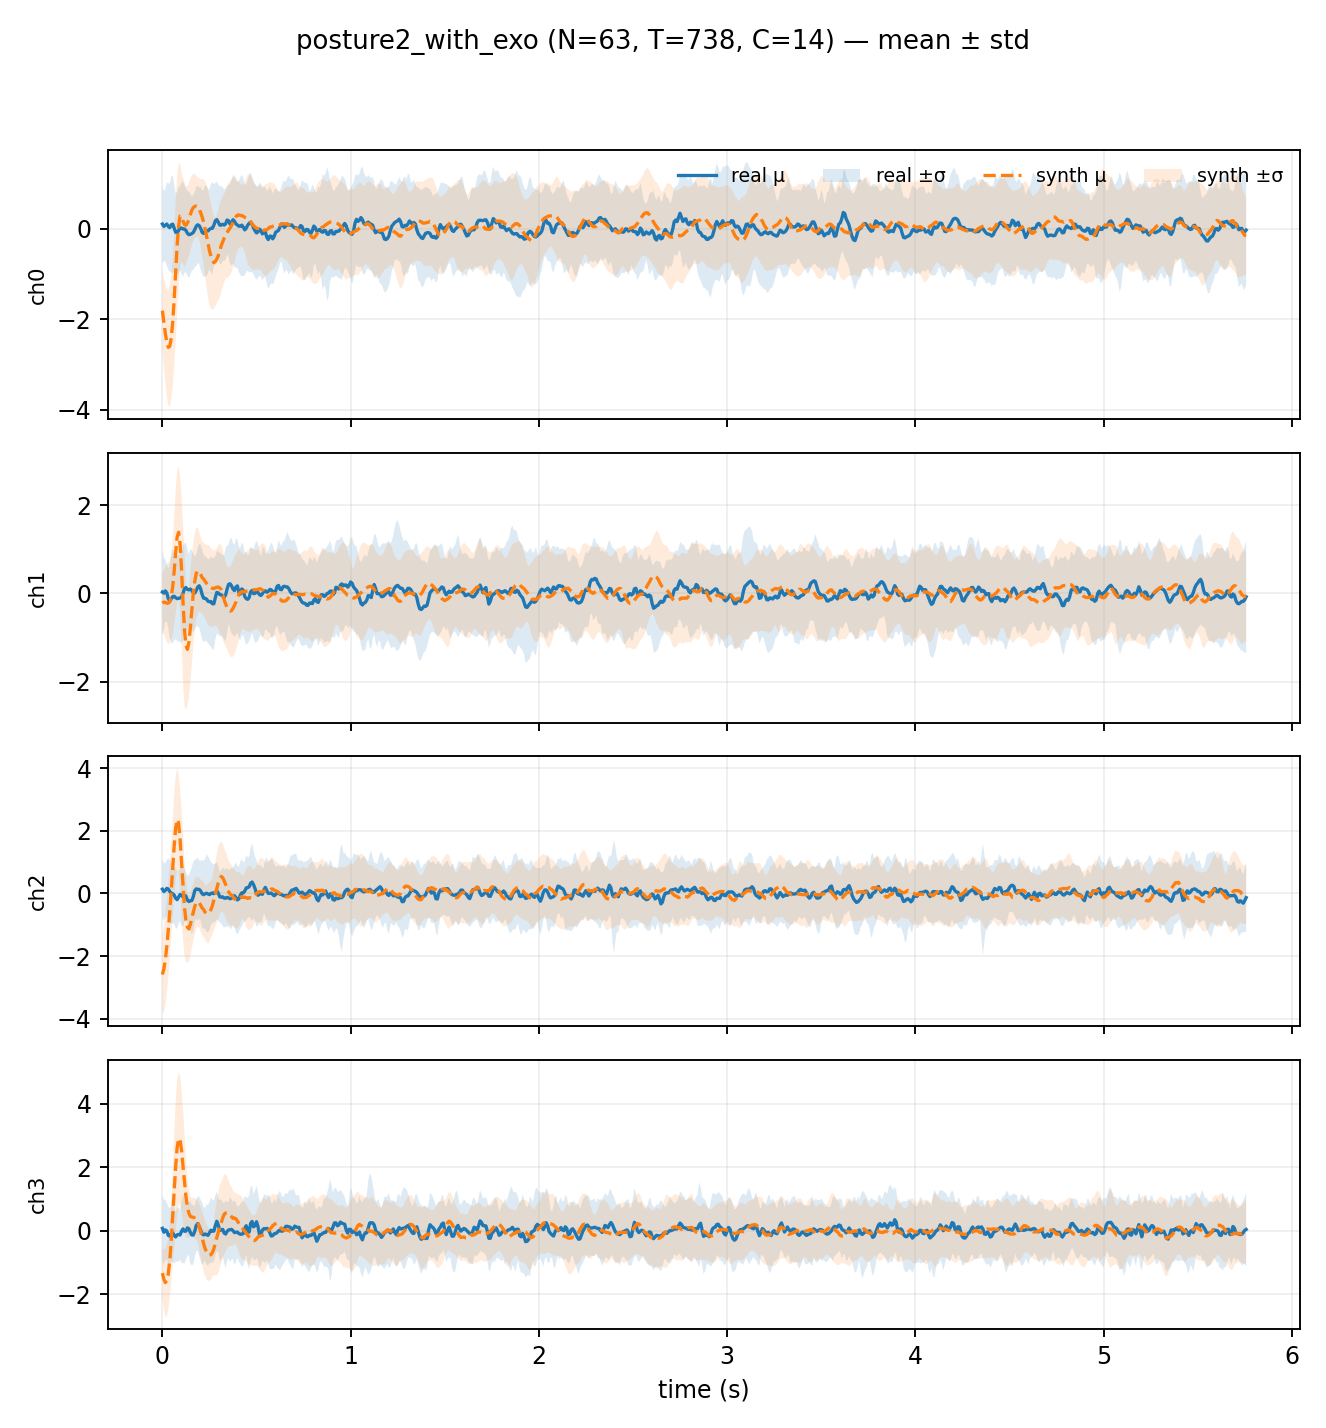 posture2_with_exo (N=63, T=738, C=14) — mean ± std
real μ real ±σ synth μ synth ±σ
0
−2
−4
ch0
2
0
−2
ch1
4
2
0
−2
−4
ch2
4
2
0
−2
ch3
0 1 2 3 4 5 6
time (s)